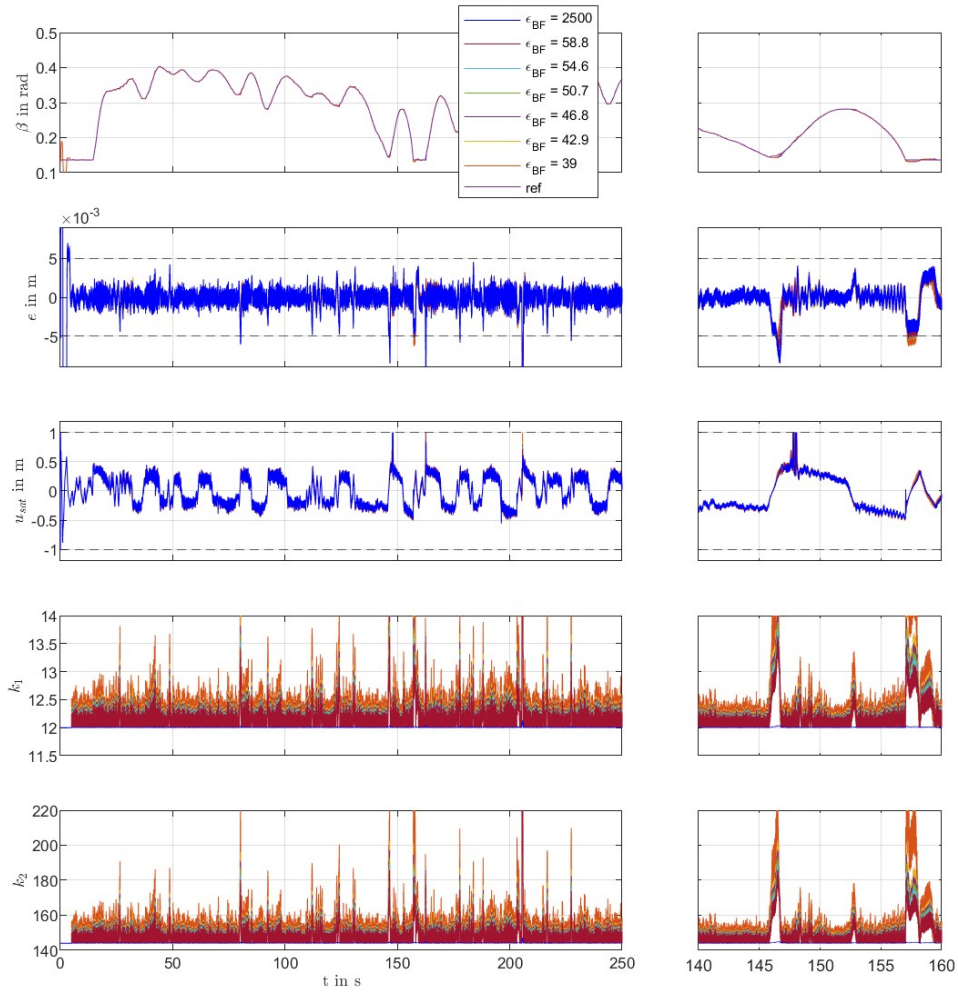 ϵ_BF = 2500
ϵ_BF = 58.8
ϵ_BF = 54.6
ϵ_BF = 50.7
ϵ_BF = 46.8
ϵ_BF = 42.9
ϵ_BF = 39
ref
β in rad
0.5
0.4
0.3
0.2
0.1
×10^-3
e in m
5
0
-5
u_sat in m
1
0.5
0
-0.5
-1
k_1
14
13.5
13
12.5
12
11.5
k_2
220
200
180
160
140
0
50
100
150
200
250
t in s
140
145
150
155
160